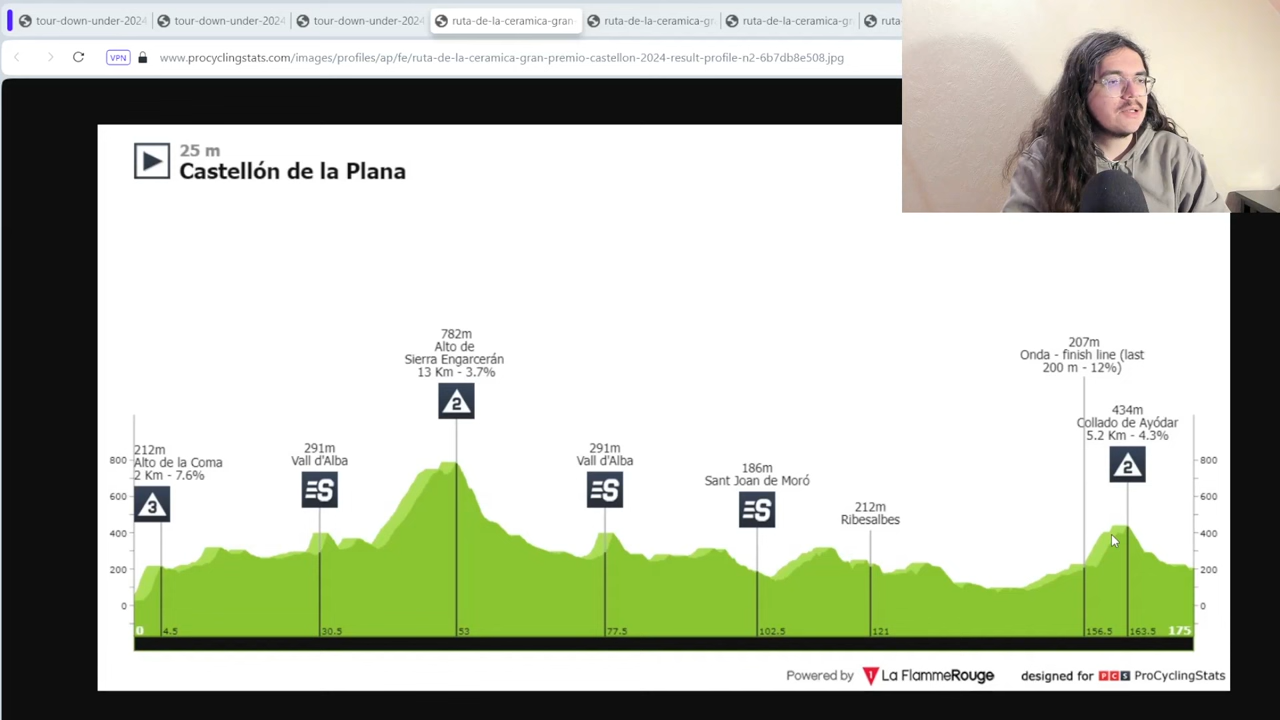 tour-down-under-2024
tour-down-under-2024
tour-down-under-2024
ruta-de-la-ceramica-gran-
ruta-de-la-ceramica-gr
ruta-de-la-ceramica-gr
ruta
VPN
www.procyclingstats.com/images/profiles/ap/fe/ruta-de-la-ceramica-gran-premio-castellon-2024-result-profile-n2-6b7db8e508.jpg
25 m
Castellón de la Plana
782m
Alto de
Sierra Engarcerán
13 Km - 3.7%
2
207m
Onda - finish line (last
200 m - 12%)
434m
Collado de Ayódar
5.2 Km - 4.3%
2
212m
Alto de la Coma
2 Km - 7.6%
3
291m
Vall d'Alba
S
291m
Vall d'Alba
S
186m
Sant Joan de Moró
S
212m
Ribesalbes
800
600
400
200
0
800
600
400
200
0
0
4.5
30.5
53
77.5
102.5
121
156.5
163.5
175
Powered by La FlammeRouge
designed for PCS ProCyclingStats